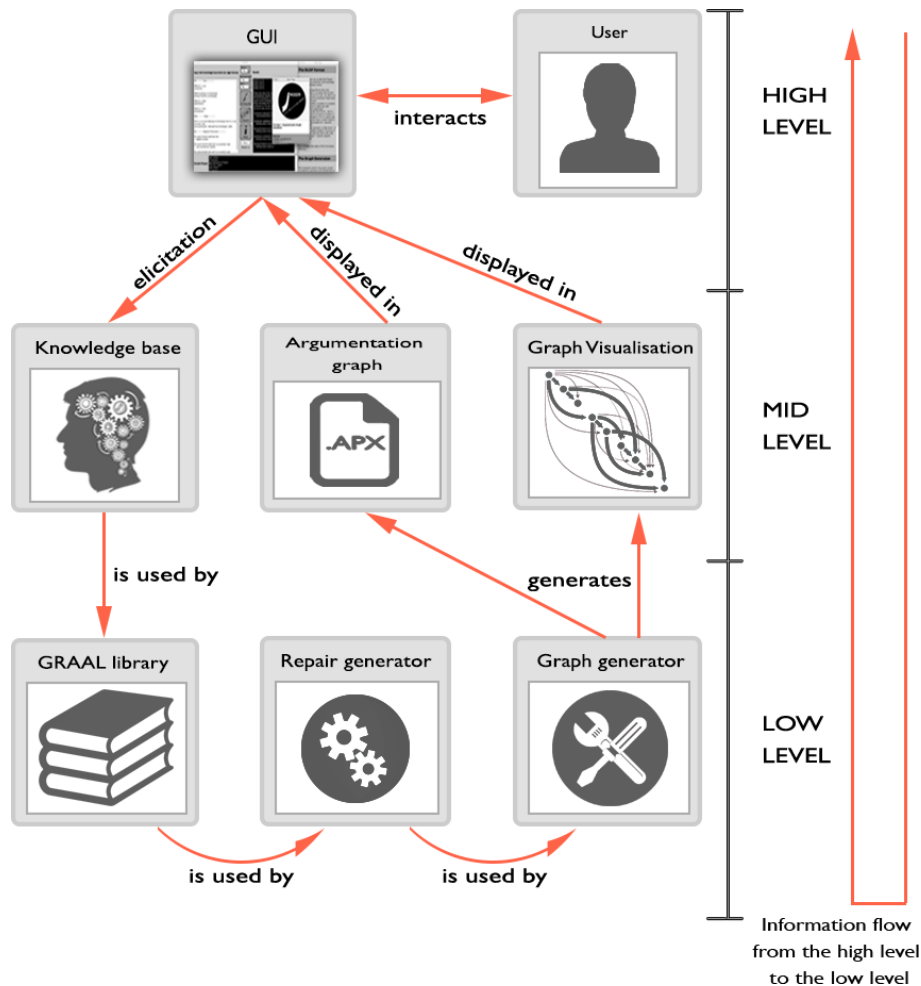 GUI
User
interacts
HIGH
LEVEL
elicitation
displayed in
displayed in
Knowledge base
Argumentation
graph
.APX
Graph Visualisation
MID
LEVEL
is used by
generates
GRAAL library
Repair generator
Graph generator
LOW
LEVEL
is used by
is used by
Information flow
from the high level
to the low level